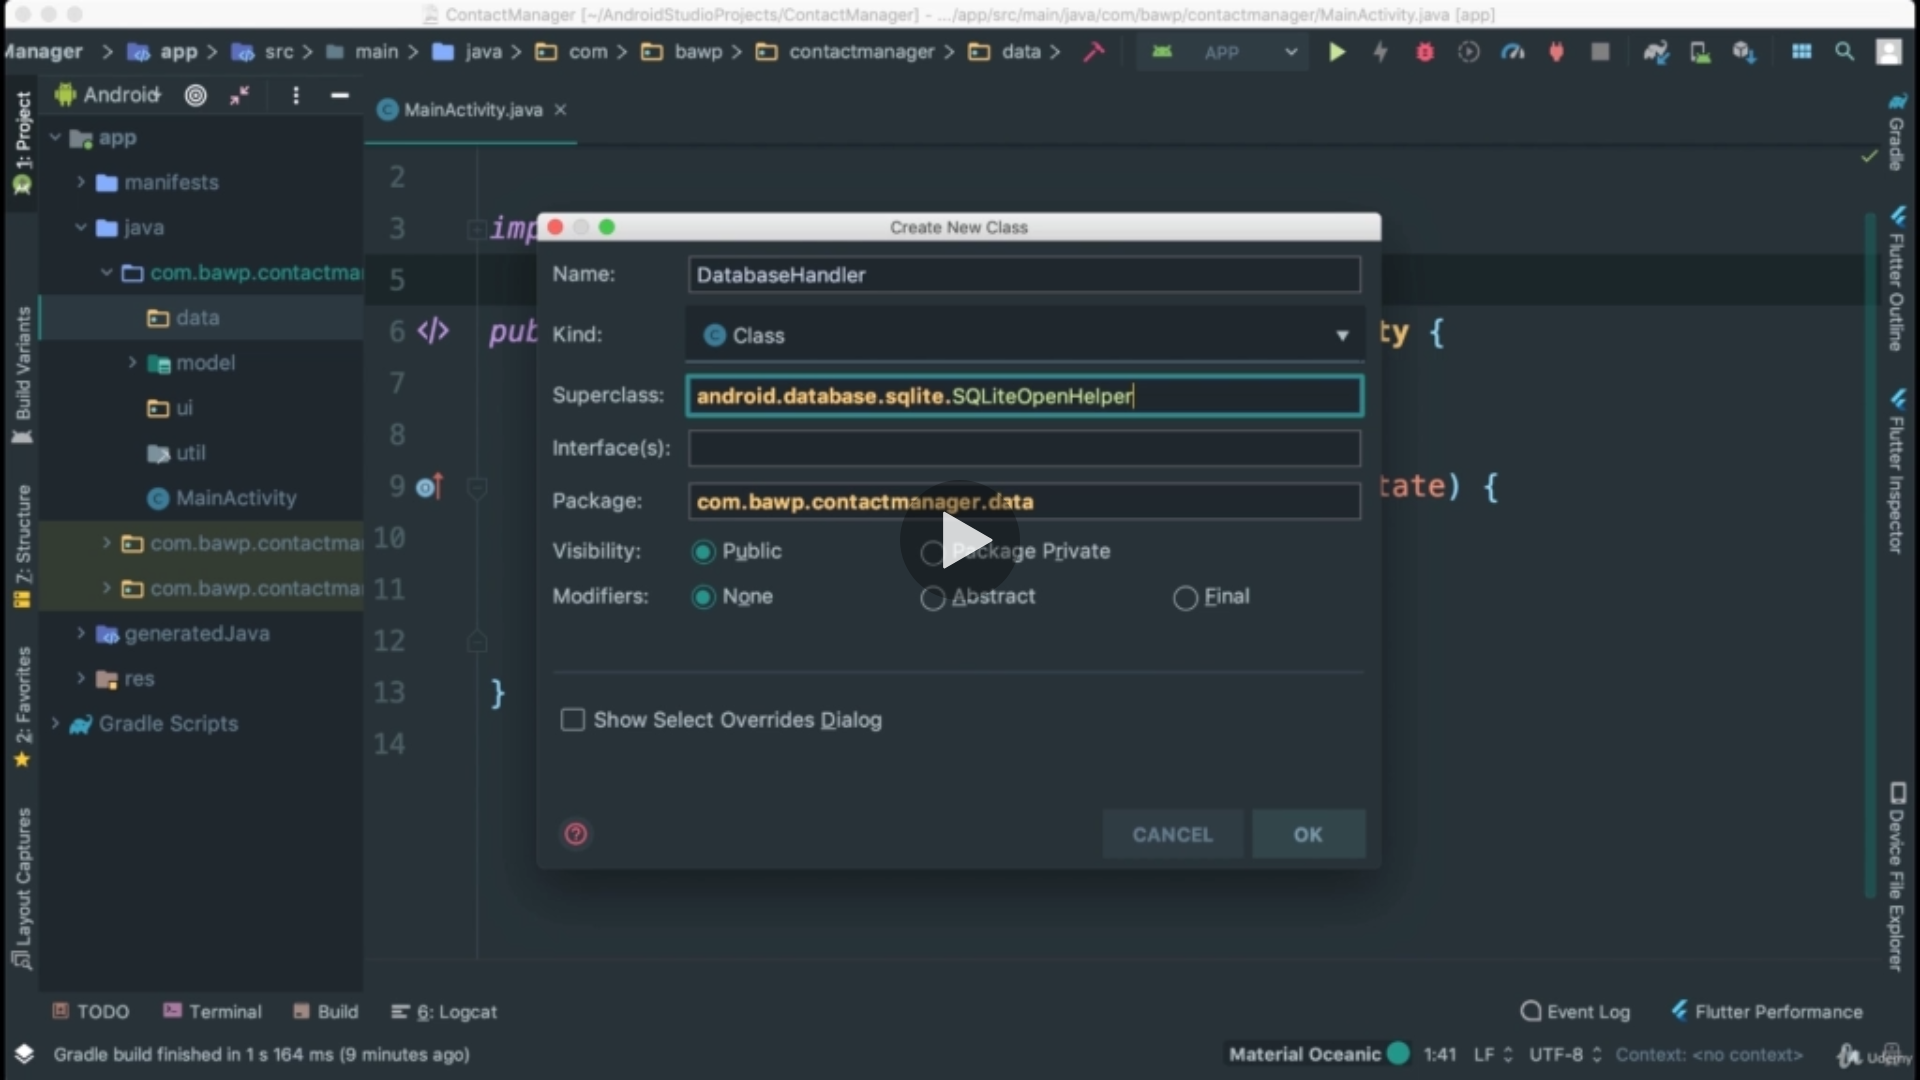 ContactManager [~/AndroidStudioProjects/ContactManager] - .../app/src/main/java/com/bawp/contactmanager/MainActivity.java [app]
Manager > app > src > main > java > com > bawp > contactmanager > data >
APP
1: Project
Build Variants
Z: Structure
2: Favorites
Layout Captures
Android
app
manifests
java
com.bawp.contactma
data
model
ui
util
MainActivity
com.bawp.contactma
com.bawp.contactma
generatedJava
res
Gradle Scripts
MainActivity.java
2
3 imp
5
6 </> pub ty {
7
8
9 tate) {
10
11
12
13 }
14
Create New Class
Name: DatabaseHandler
Kind: Class
Superclass: android.database.sqlite.SQLiteOpenHelper
Interface(s):
Package: com.bawp.contactmanager.data
Visibility: Public Package Private
Modifiers: None Abstract Final
Show Select Overrides Dialog
CANCEL OK
Gradle
Flutter Outline
Flutter Inspector
Device File Explorer
TODO Terminal Build 6: Logcat Event Log Flutter Performance
Gradle build finished in 1 s 164 ms (9 minutes ago) Material Oceanic 1:41 LF UTF-8 Context: <no context> Udemy